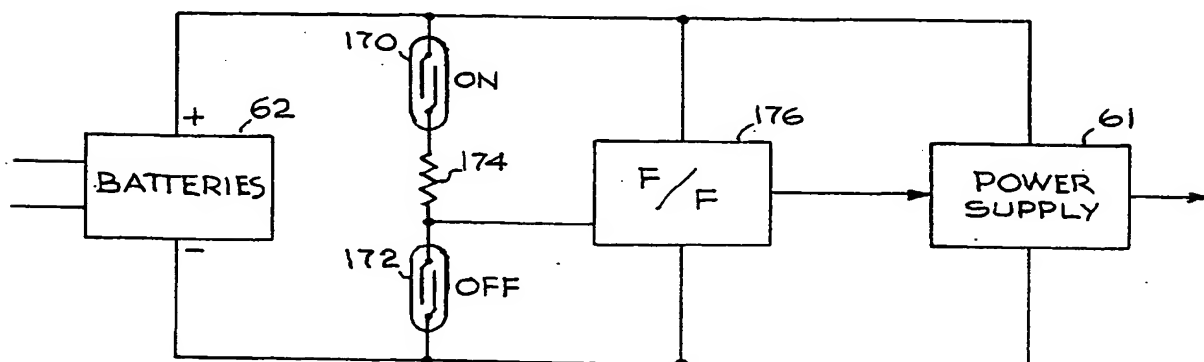 170
ON
+
62
BATTERIES
-
174
176
F/F
61
POWER
SUPPLY
172
OFF